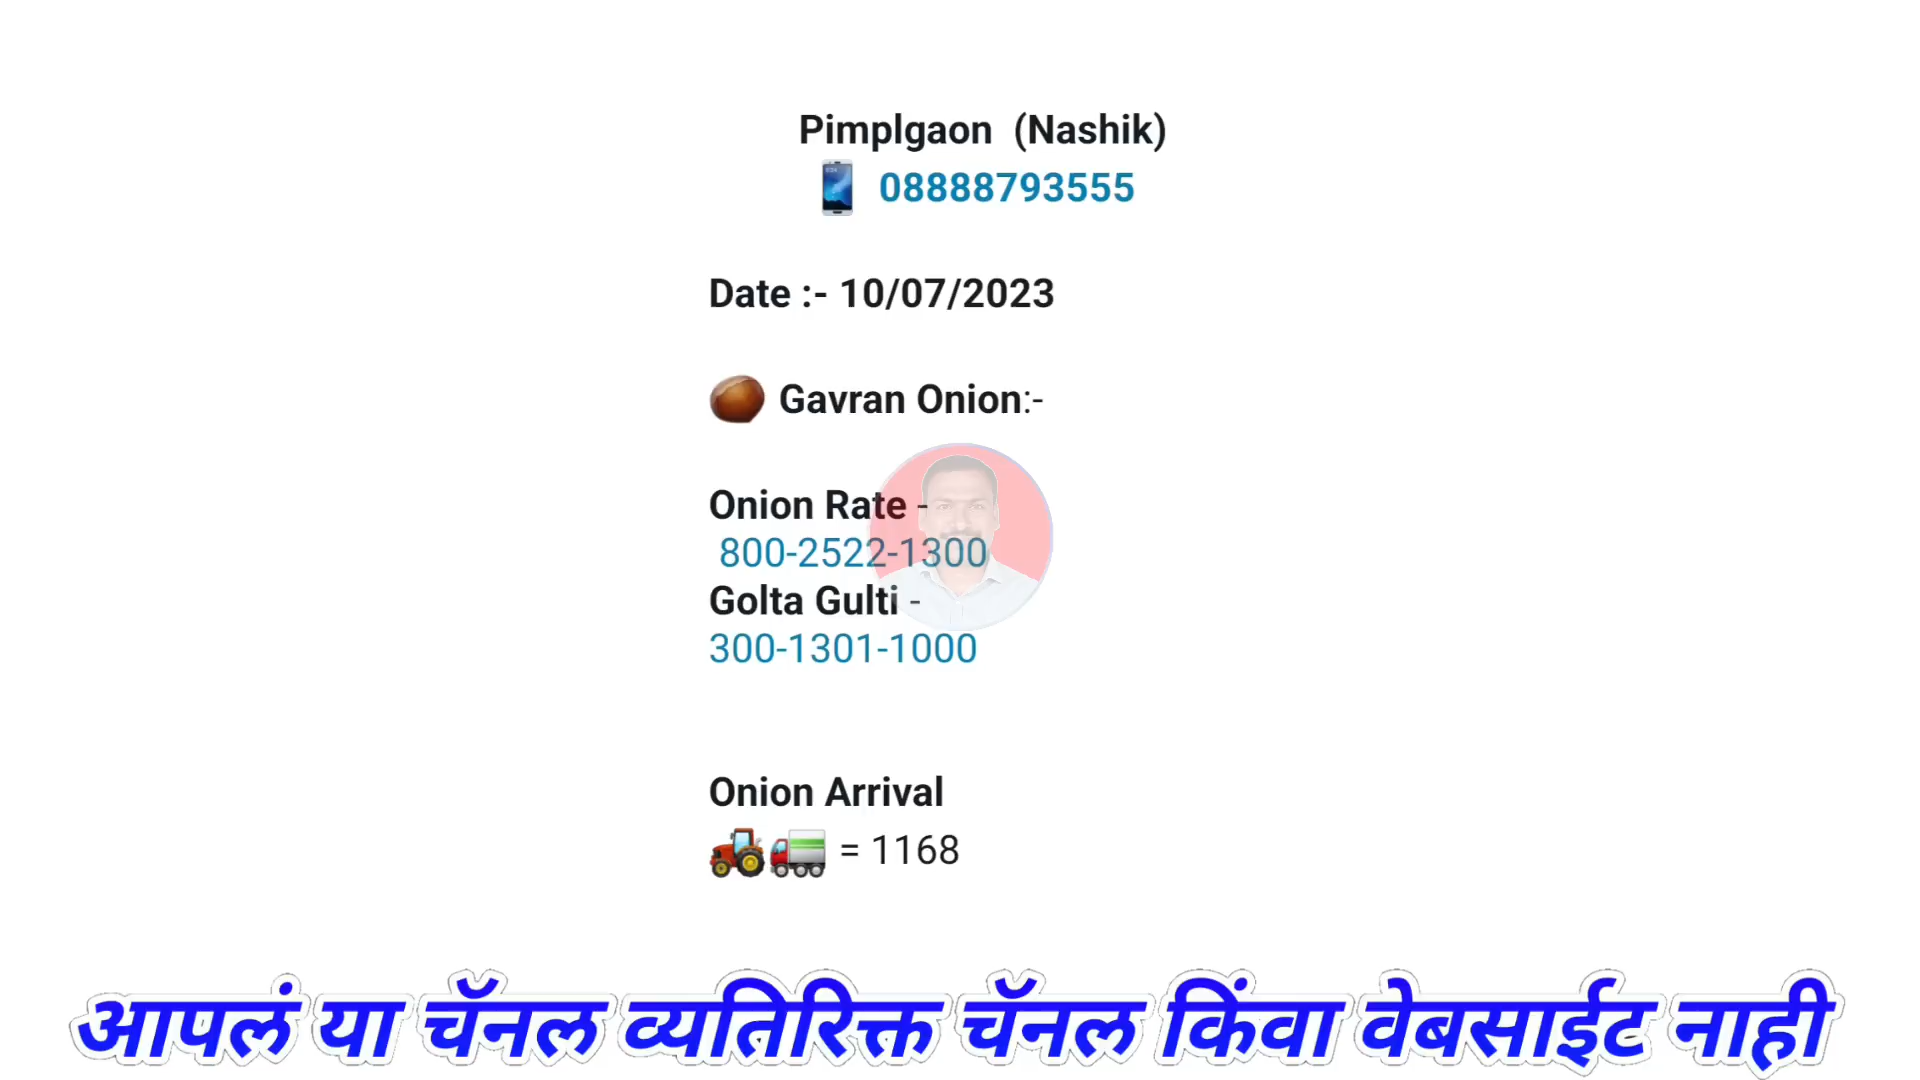 Pimplgaon (Nashik)
08888793555
Date :- 10/07/2023
Gavran Onion:-
Onion Rate -
800-2522-1300
Golta Gulti -
300-1301-1000
Onion Arrival
= 1168
आपलं या चॅनल व्यतिरिक्त चॅनल किंवा वेबसाईट नाही